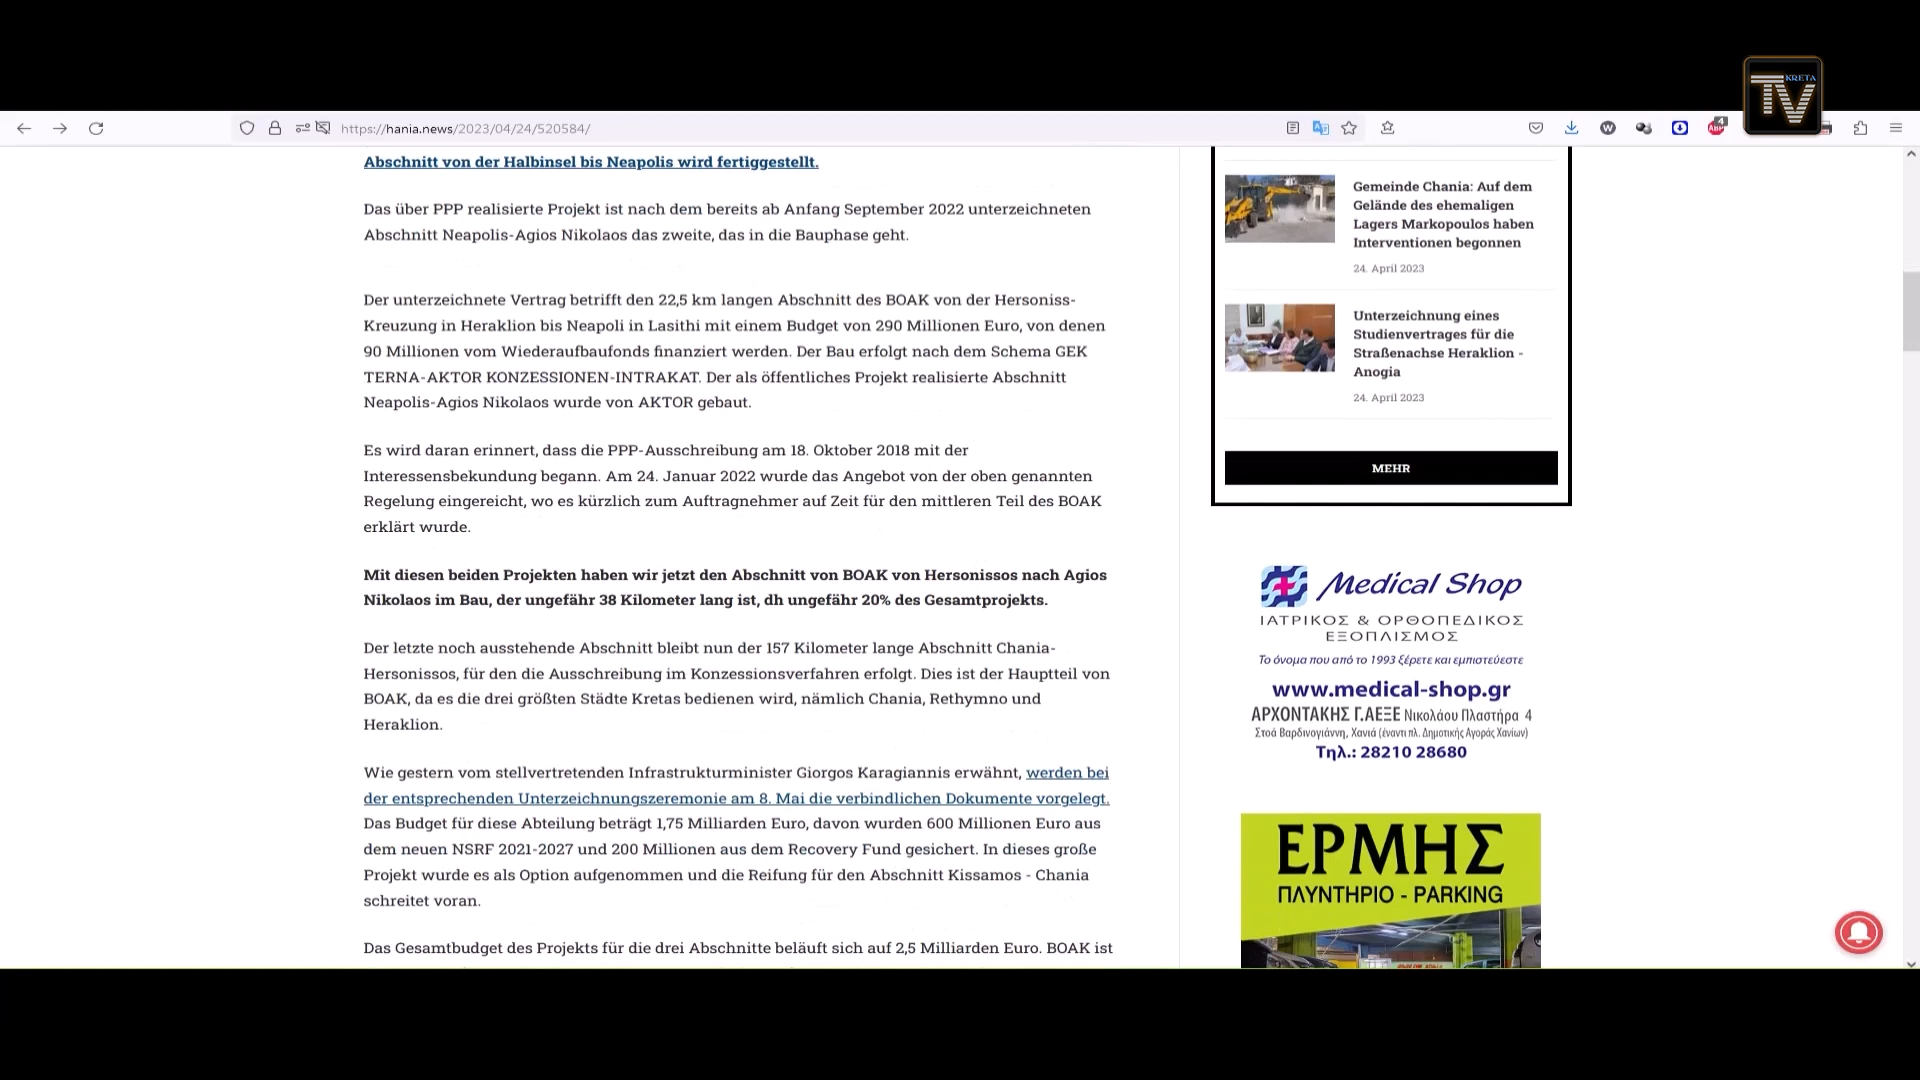 KRETA
TV
https://hania.news/2023/04/24/520584/
4
Abschnitt von der Halbinsel bis Neapolis wird fertiggestellt.
Das über PPP realisierte Projekt ist nach dem bereits ab Anfang September 2022 unterzeichneten
Abschnitt Neapolis-Agios Nikolaos das zweite, das in die Bauphase geht.
Der unterzeichnete Vertrag betrifft den 22,5 km langen Abschnitt des BOAK von der Hersoniss-
Kreuzung in Heraklion bis Neapoli in Lasithi mit einem Budget von 290 Millionen Euro, von denen
90 Millionen vom Wiederaufbaufonds finanziert werden. Der Bau erfolgt nach dem Schema GEK
TERNA-AKTOR KONZESSIONEN-INTRAKAT. Der als öffentliches Projekt realisierte Abschnitt
Neapolis-Agios Nikolaos wurde von AKTOR gebaut.
Es wird daran erinnert, dass die PPP-Ausschreibung am 18. Oktober 2018 mit der
Interessensbekundung begann. Am 24. Januar 2022 wurde das Angebot von der oben genannten
Regelung eingereicht, wo es kürzlich zum Auftragnehmer auf Zeit für den mittleren Teil des BOAK
erklärt wurde.
Mit diesen beiden Projekten haben wir jetzt den Abschnitt von BOAK von Hersonissos nach Agios
Nikolaos im Bau, der ungefähr 38 Kilometer lang ist, dh ungefähr 20% des Gesamtprojekts.
Der letzte noch ausstehende Abschnitt bleibt nun der 157 Kilometer lange Abschnitt Chania-
Hersonissos, für den die Ausschreibung im Konzessionsverfahren erfolgt. Dies ist der Hauptteil von
BOAK, da es die drei größten Städte Kretas bedienen wird, nämlich Chania, Rethymno und
Heraklion.
Wie gestern vom stellvertretenden Infrastrukturminister Giorgos Karagiannis erwähnt, werden bei
der entsprechenden Unterzeichnungszeremonie am 8. Mai die verbindlichen Dokumente vorgelegt.
Das Budget für diese Abteilung beträgt 1,75 Milliarden Euro, davon wurden 600 Millionen Euro aus
dem neuen NSRF 2021-2027 und 200 Millionen aus dem Recovery Fund gesichert. In dieses große
Projekt wurde es als Option aufgenommen und die Reifung für den Abschnitt Kissamos - Chania
schreitet voran.
Das Gesamtbudget des Projekts für die drei Abschnitte beläuft sich auf 2,5 Milliarden Euro. BOAK ist
Gemeinde Chania: Auf dem
Gelände des ehemaligen
Lagers Markopoulos haben
Interventionen begonnen
24. April 2023
Unterzeichnung eines
Studienvertrages für die
Straßenachse Heraklion -
Anogia
24. April 2023
MEHR
Medical Shop
ΙΑΤΡΙΚΟΣ & ΟΡΘΟΠΕΔΙΚΟΣ
ΕΞΟΠΛΙΣΜΟΣ
Το όνομα που από το 1993 ξέρετε και εμπιστεύεστε
www.medical-shop.gr
ΑΡΧΟΝΤΑΚΗΣ Γ.ΑΕΞΕ Νικολάου Πλαστήρα 4
Στοά Βαρδινογιάννη, Χανιά (έναντι πλ. Δημοτικής Αγοράς Χανίων)
Τηλ.: 28210 28680
ΕΡΜΗΣ
ΠΛΥΝΤΗΡΙΟ - PARKING